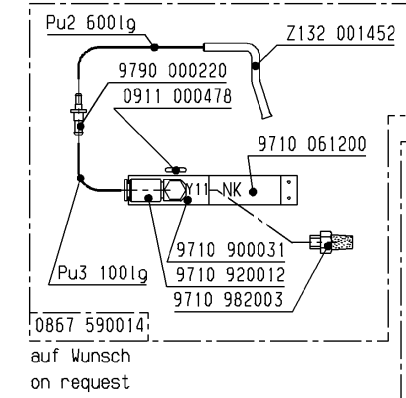 Pu2 600lg
Z132 001452
9790 000220
0911 000478
9710 061200
Y11 NK
9710 900031
Pu3 100lg
9710 920012
9710 982003
0867 590014
auf Wunsch
on request